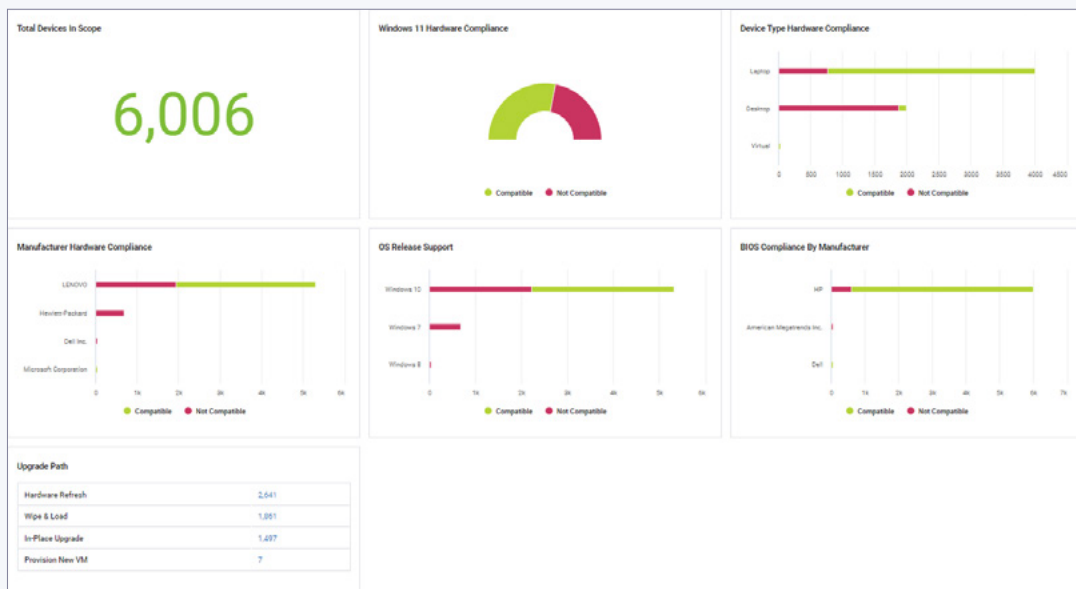 Total Devices In Scope
6,006
Windows 11 Hardware Compliance
Compatible Not Compatible
Device Type Hardware Compliance
Laptop
Desktop
Virtual
0 500 1000 1500 2000 2500 3000 3500 4000 4500
Compatible Not Compatible
Manufacturer Hardware Compliance
LENOVO
Hewlett-Packard
Dell Inc.
Microsoft Corporation
0 1k 2k 3k 4k 5k 6k
Compatible Not Compatible
OS Release Support
Windows 10
Windows 7
Windows 8
0 1k 2k 3k 4k 5k 6k
Compatible Not Compatible
BIOS Compliance By Manufacturer
HP
American Megatrends Inc.
Dell
0 1k 2k 3k 4k 5k 6k 7k
Compatible Not Compatible
Upgrade Path
Hardware Refresh 2,641
Wipe & Load 1,861
In-Place Upgrade 1,497
Provision New VM 7